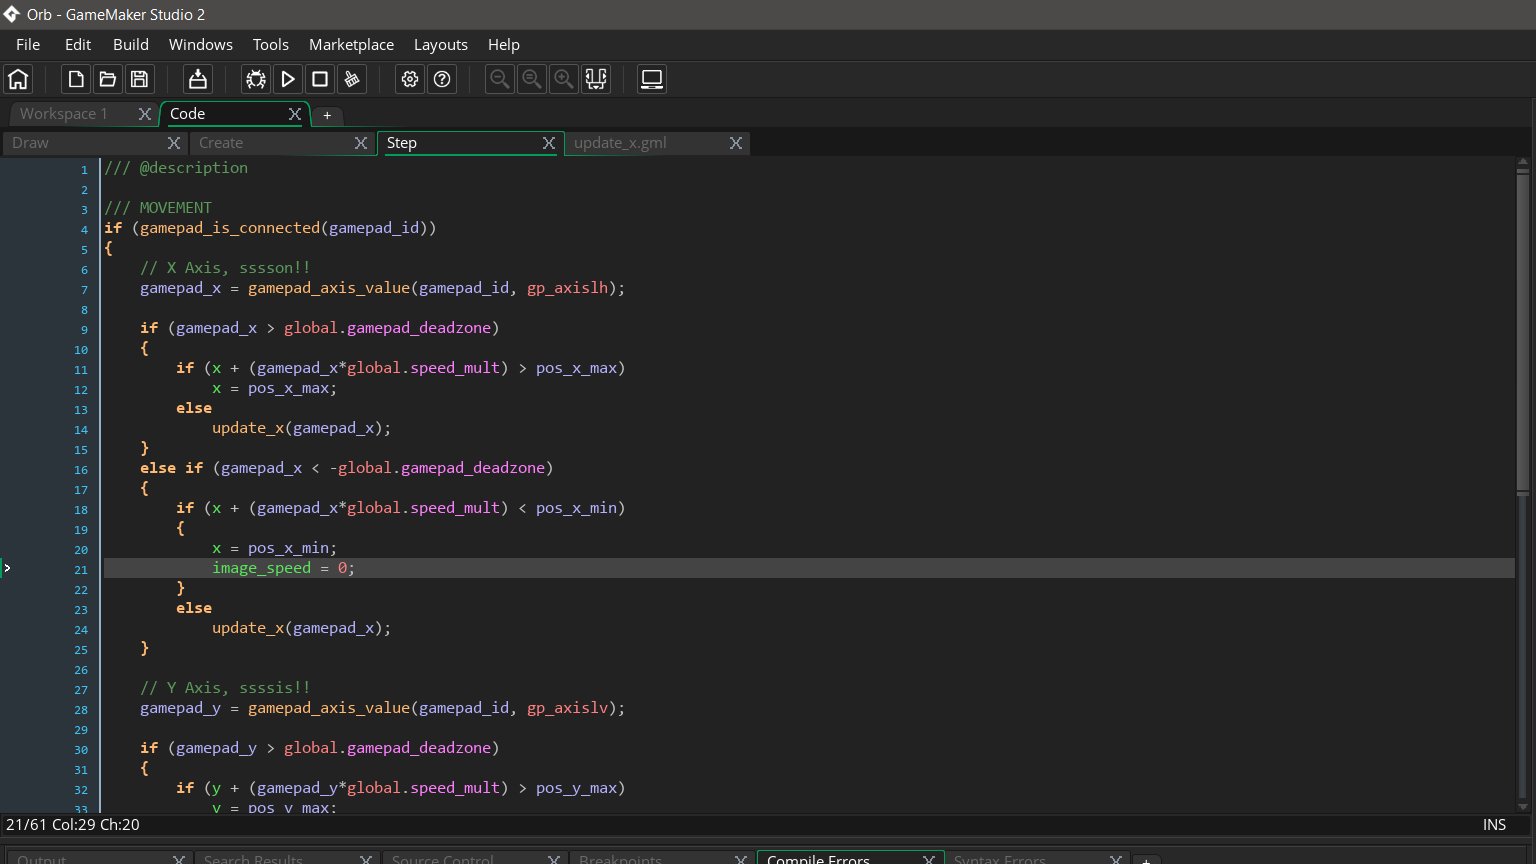 Orb - GameMaker Studio 2
File Edit Build Windows Tools Marketplace Layouts Help
Workspace 1 Code +
Draw Create Step update_x.gml
1 /// @description
2
3 /// MOVEMENT
4 if (gamepad_is_connected(gamepad_id))
5 {
6 // X Axis, sssson!!
7 gamepad_x = gamepad_axis_value(gamepad_id, gp_axislh);
8
9 if (gamepad_x > global.gamepad_deadzone)
10 {
11 if (x + (gamepad_x*global.speed_mult) > pos_x_max)
12 x = pos_x_max;
13 else
14 update_x(gamepad_x);
15 }
16 else if (gamepad_x < -global.gamepad_deadzone)
17 {
18 if (x + (gamepad_x*global.speed_mult) < pos_x_min)
19 {
20 x = pos_x_min;
21 image_speed = 0;
22 }
23 else
24 update_x(gamepad_x);
25 }
26
27 // Y Axis, ssssis!!
28 gamepad_y = gamepad_axis_value(gamepad_id, gp_axislv);
29
30 if (gamepad_y > global.gamepad_deadzone)
31 {
32 if (y + (gamepad_y*global.speed_mult) > pos_y_max)
33 y = pos_y_max;
21/61 Col:29 Ch:20 INS
Output Search Results Source Control Breakpoints Compile Errors Syntax Errors +